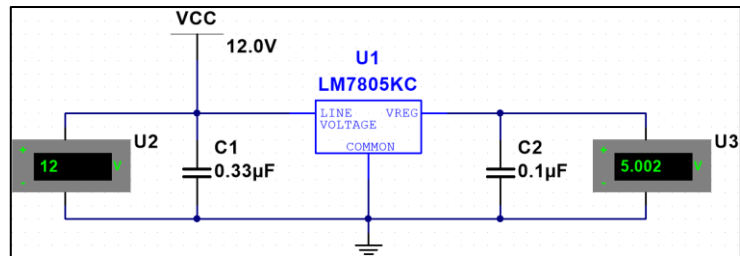 VCC
12.0V
U1
LM7805KC
LINE VREG
VOLTAGE
COMMON
+
12 V
-
U2
C1
0.33µF
C2
0.1µF
+
5.002 V
-
U3